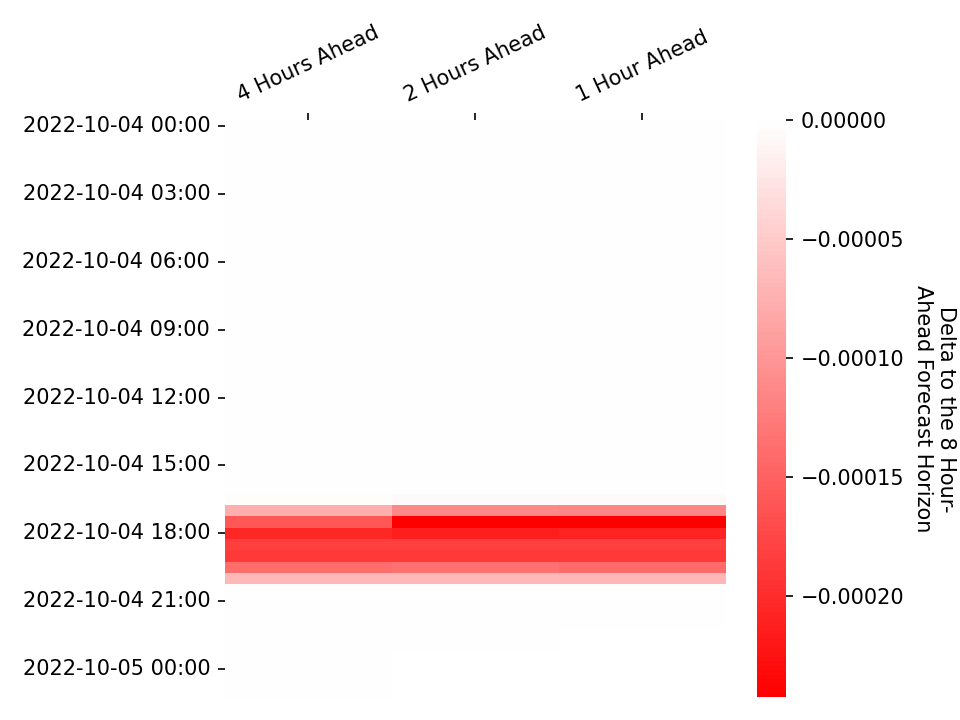 4 Hours Ahead
2 Hours Ahead
1 Hour Ahead
2022-10-04 00:00
2022-10-04 03:00
2022-10-04 06:00
2022-10-04 09:00
2022-10-04 12:00
2022-10-04 15:00
2022-10-04 18:00
2022-10-04 21:00
2022-10-05 00:00
0.00000
−0.00005
−0.00010
−0.00015
−0.00020
Delta to the 8 Hour-
Ahead Forecast Horizon